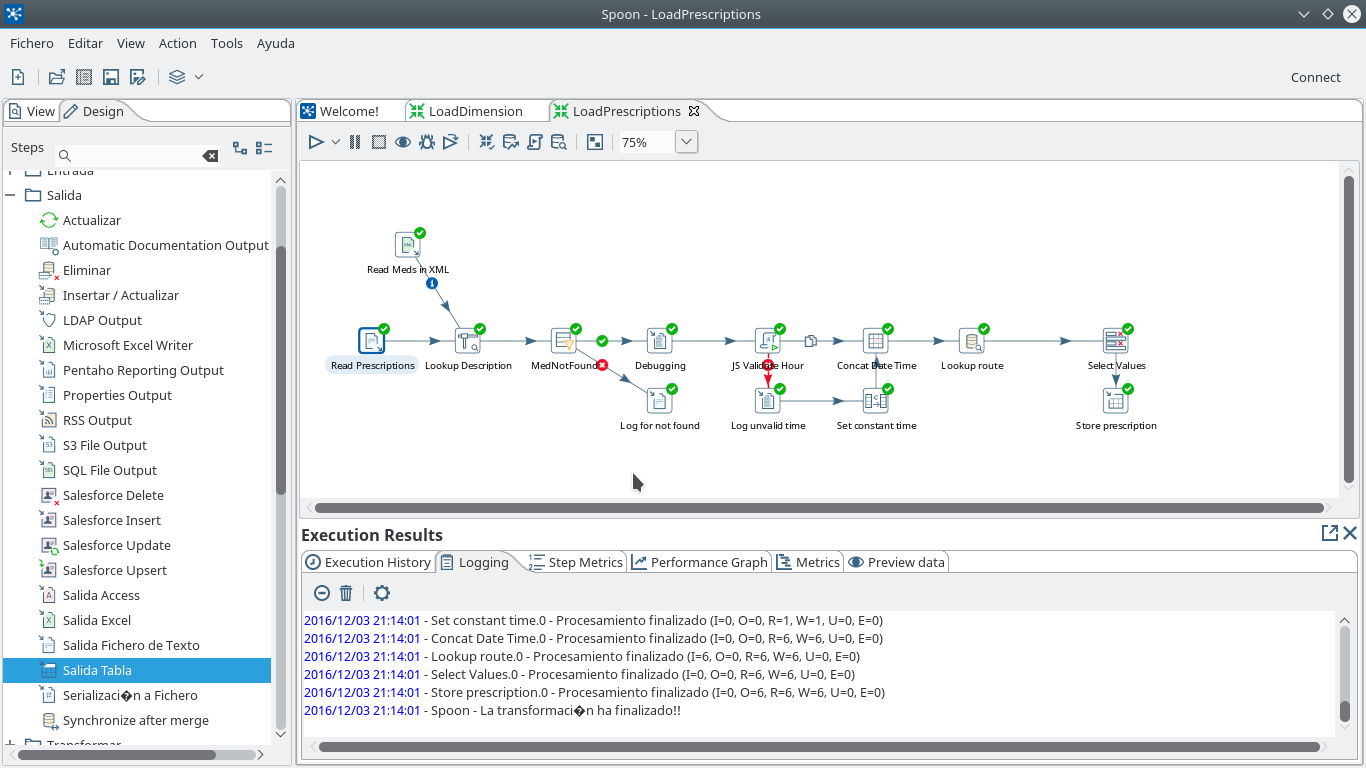 Spoon - LoadPrescriptions
Fichero Editar View Action Tools Ayuda
Connect
View Design
Welcome! LoadDimension LoadPrescriptions
Steps
75%
Entrada
Salida
Actualizar
Automatic Documentation Output
Eliminar
Insertar / Actualizar
LDAP Output
Microsoft Excel Writer
Pentaho Reporting Output
Properties Output
RSS Output
S3 File Output
SQL File Output
Salesforce Delete
Salesforce Insert
Salesforce Update
Salesforce Upsert
Salida Access
Salida Excel
Salida Fichero de Texto
Salida Tabla
Serializaci�n a Fichero
Synchronize after merge
Transformar
Read Meds in XML
Read Prescriptions Lookup Description MedNotFound Debugging JS Validate Hour Concat Date Time Lookup route Select Values
Log for not found Log unvalid time Set constant time Store prescription
Execution Results
Execution History Logging Step Metrics Performance Graph Metrics Preview data
2016/12/03 21:14:01 - Set constant time.0 - Procesamiento finalizado (I=0, O=0, R=1, W=1, U=0, E=0)
2016/12/03 21:14:01 - Concat Date Time.0 - Procesamiento finalizado (I=0, O=0, R=6, W=6, U=0, E=0)
2016/12/03 21:14:01 - Lookup route.0 - Procesamiento finalizado (I=6, O=0, R=6, W=6, U=0, E=0)
2016/12/03 21:14:01 - Select Values.0 - Procesamiento finalizado (I=0, O=0, R=6, W=6, U=0, E=0)
2016/12/03 21:14:01 - Store prescription.0 - Procesamiento finalizado (I=0, O=6, R=6, W=6, U=0, E=0)
2016/12/03 21:14:01 - Spoon - La transformaci�n ha finalizado!!